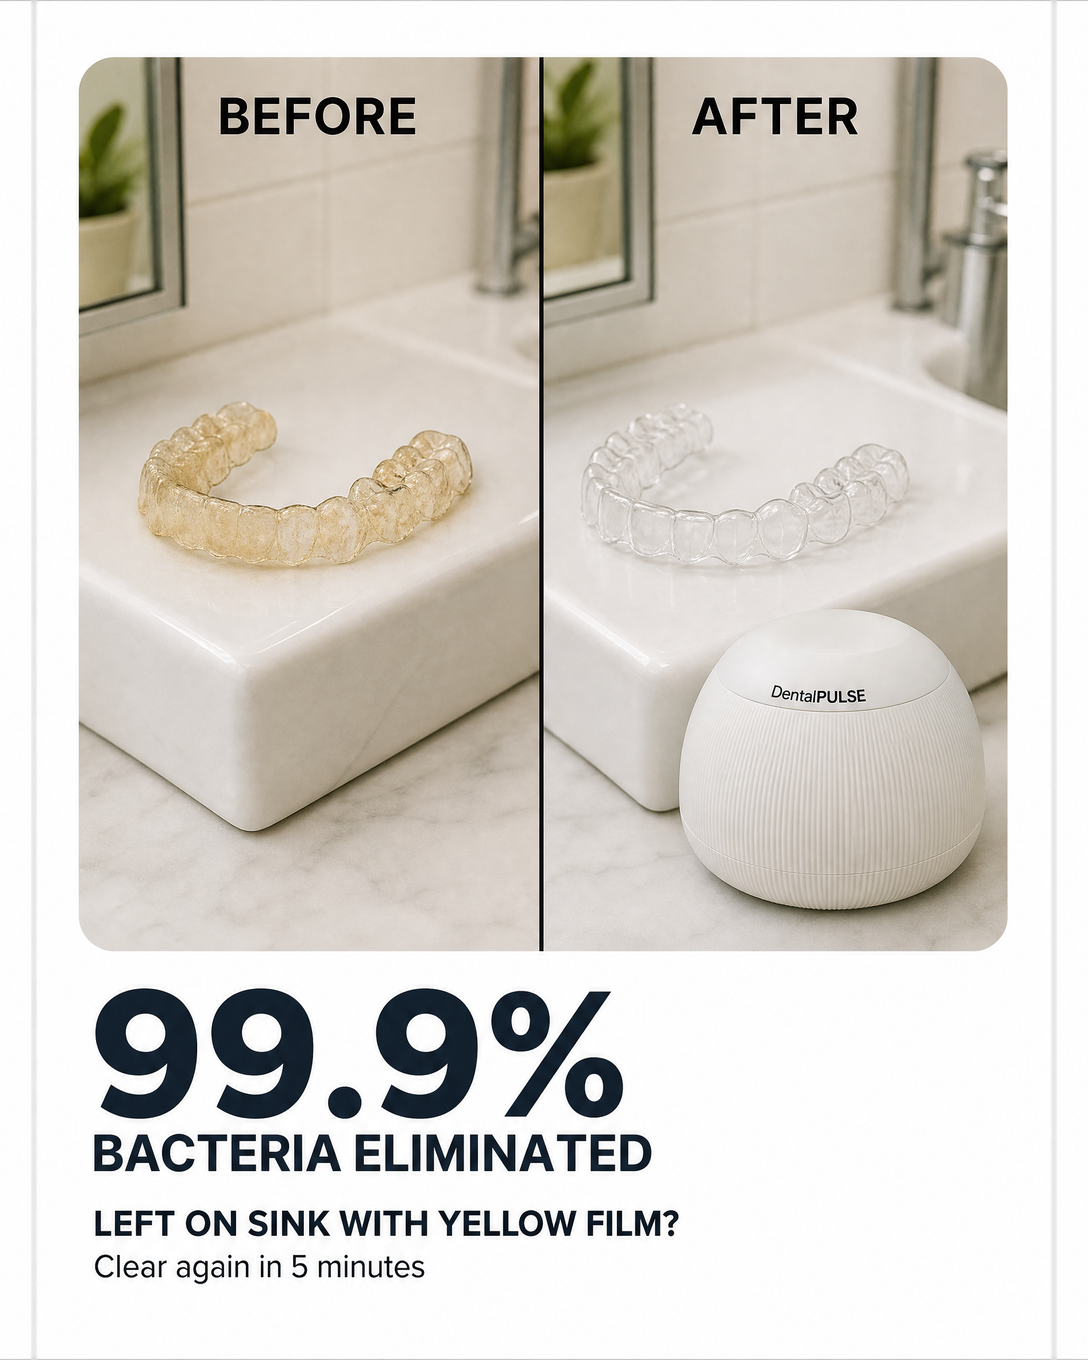 BEFORE
AFTER
DentalPULSE
99.9%
BACTERIA ELIMINATED
LEFT ON SINK WITH YELLOW FILM?
Clear again in 5 minutes